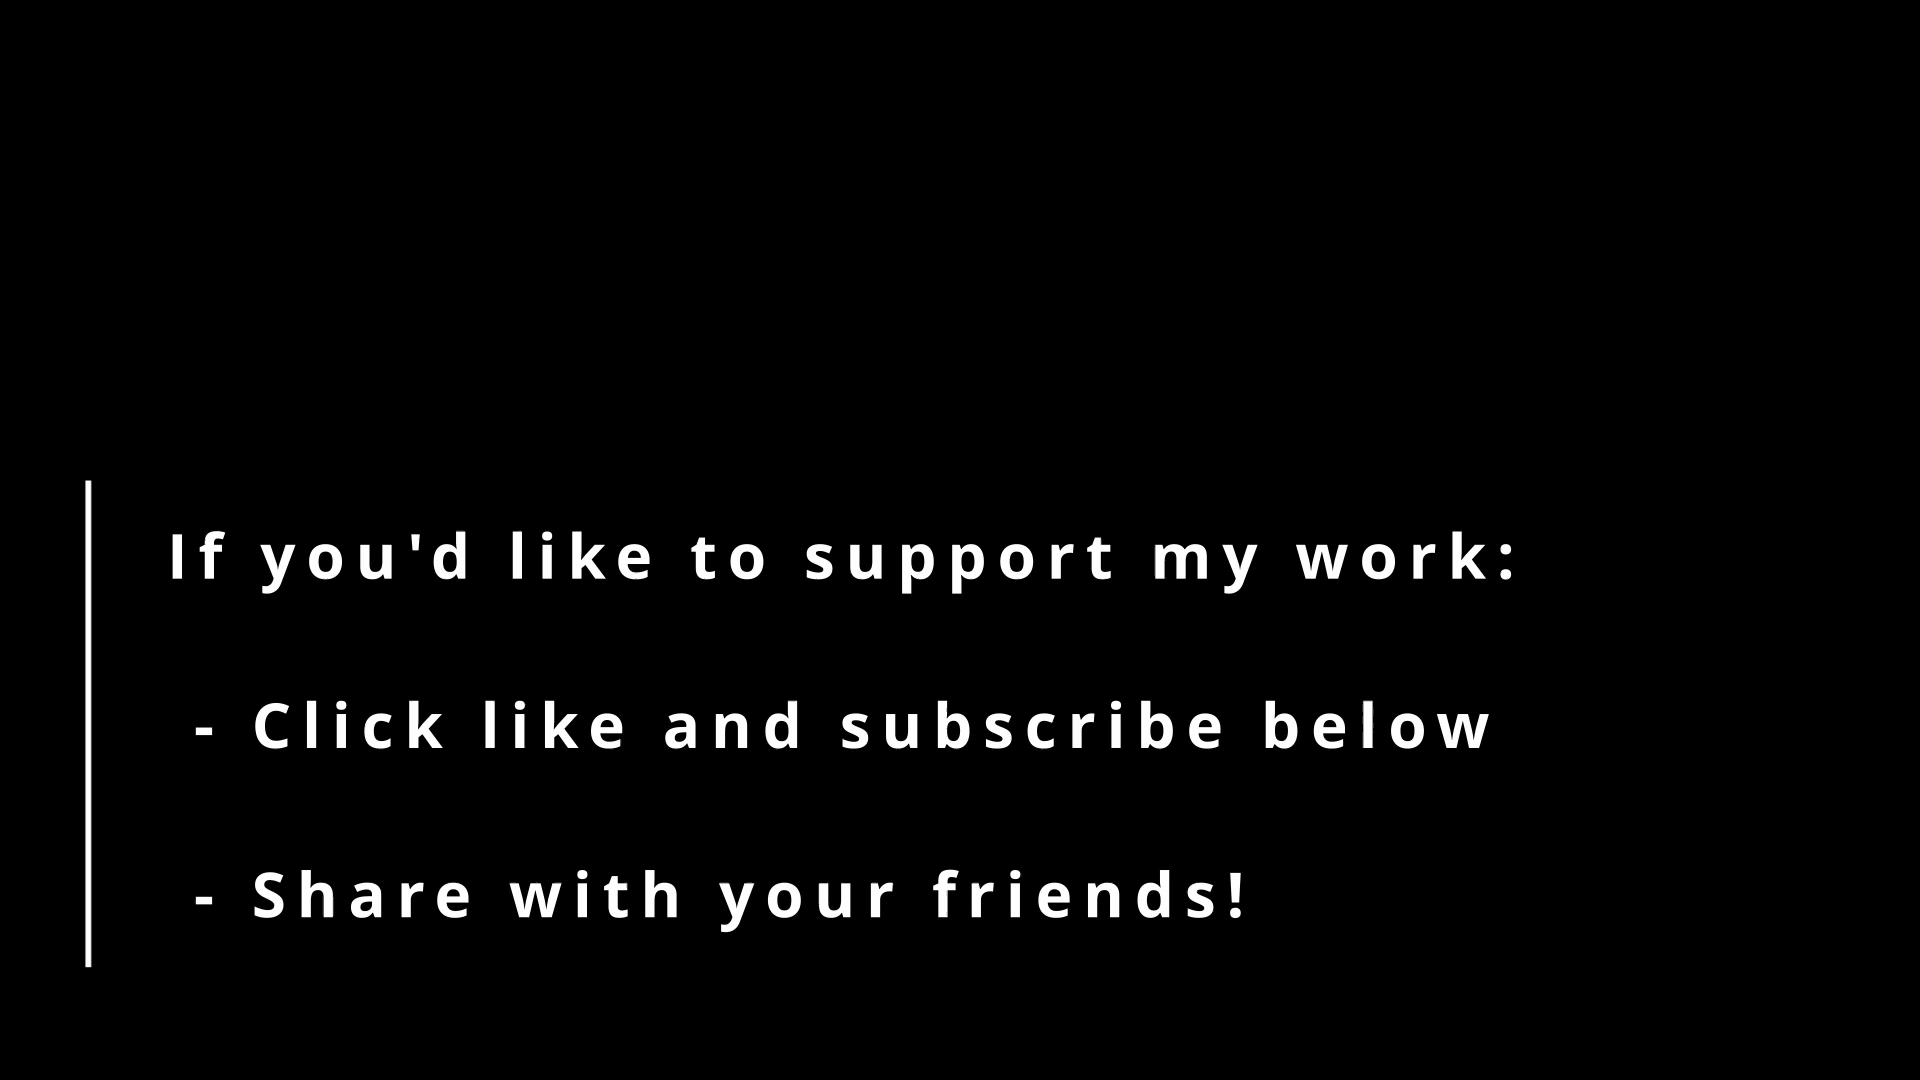 If you'd like to support my work:
- Click like and subscribe below
- Share with your friends!